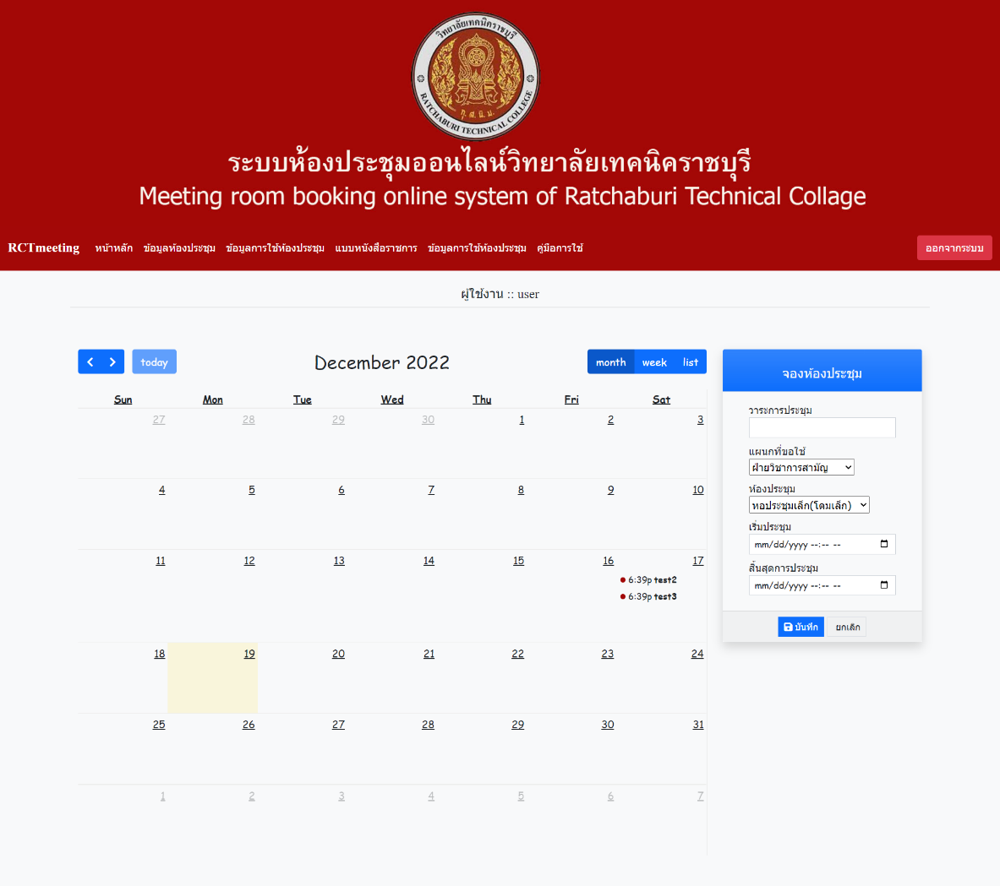 วิทยาลัยเทคนิคราชบุรี
ทุ.ส.นิ.ม.
RATCHABURI TECHNICAL COLLEGE
ระบบห้องประชุมออนไลน์วิทยาลัยเทคนิคราชบุรี
Meeting room booking online system of Ratchaburi Technical Collage
RCTmeeting หน้าหลัก ข้อมูลห้องประชุม ข้อมูลการใช้ห้องประชุม แบบหนังสือราชการ ข้อมูลการใช้ห้องประชุม คู่มือการใช้ ออกจากระบบ
ผู้ใช้งาน :: user
today December 2022 month week list
Sun Mon Tue Wed Thu Fri Sat
27 28 29 30 1 2 3
4 5 6 7 8 9 10
11 12 13 14 15 16 17
6:39p test2
6:39p test3
18 19 20 21 22 23 24
25 26 27 28 29 30 31
1 2 3 4 5 6 7
จองห้องประชุม
วาระการประชุม
แผนกที่ขอใช้
ฝ่ายวิชาการสามัญ
ห้องประชุม
หอประชุมเล็ก(โดมเล็ก)
เริ่มประชุม
mm/dd/yyyy --:-- --
สิ้นสุดการประชุม
mm/dd/yyyy --:-- --
บันทึก ยกเลิก